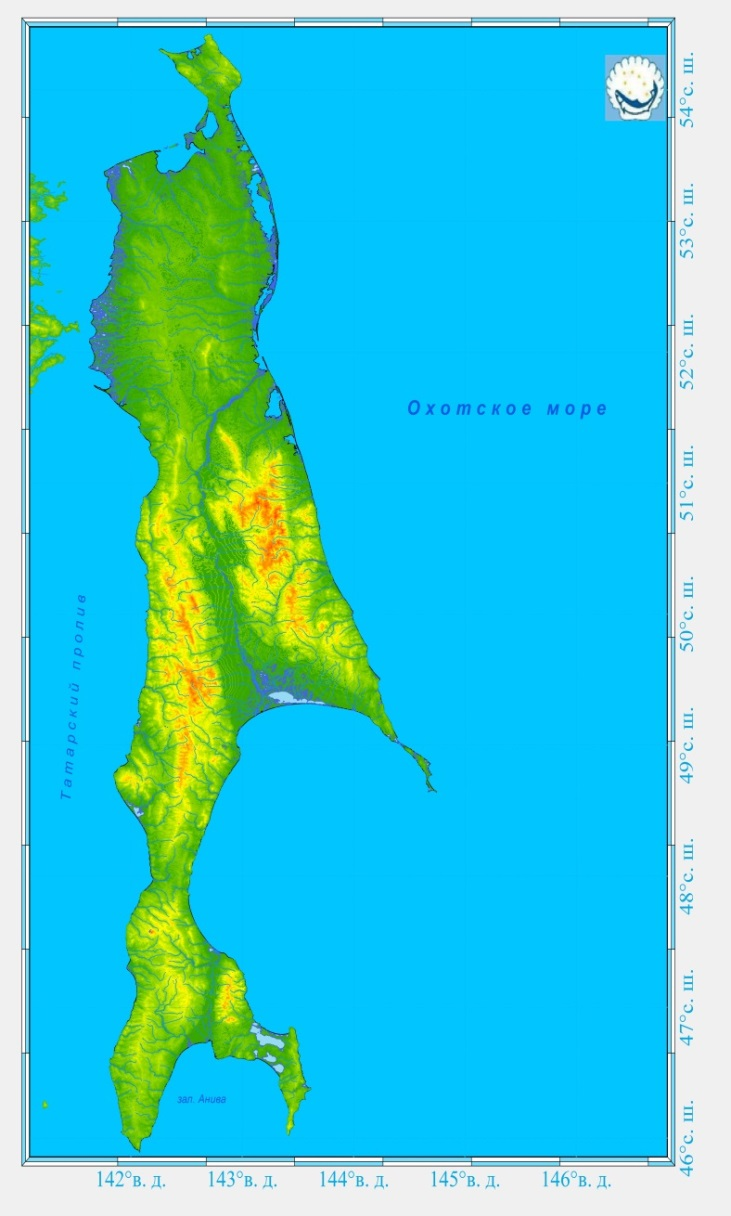 54°с. ш.
53°с. ш.
52°с. ш.
Охотское море
51°с. ш.
50°с. ш.
Татарский пролив
49°с. ш.
48°с. ш.
47°с. ш.
зал. Анива
46°с. ш.
142°в. д. 143°в. д. 144°в. д. 145°в. д. 146°в. д.